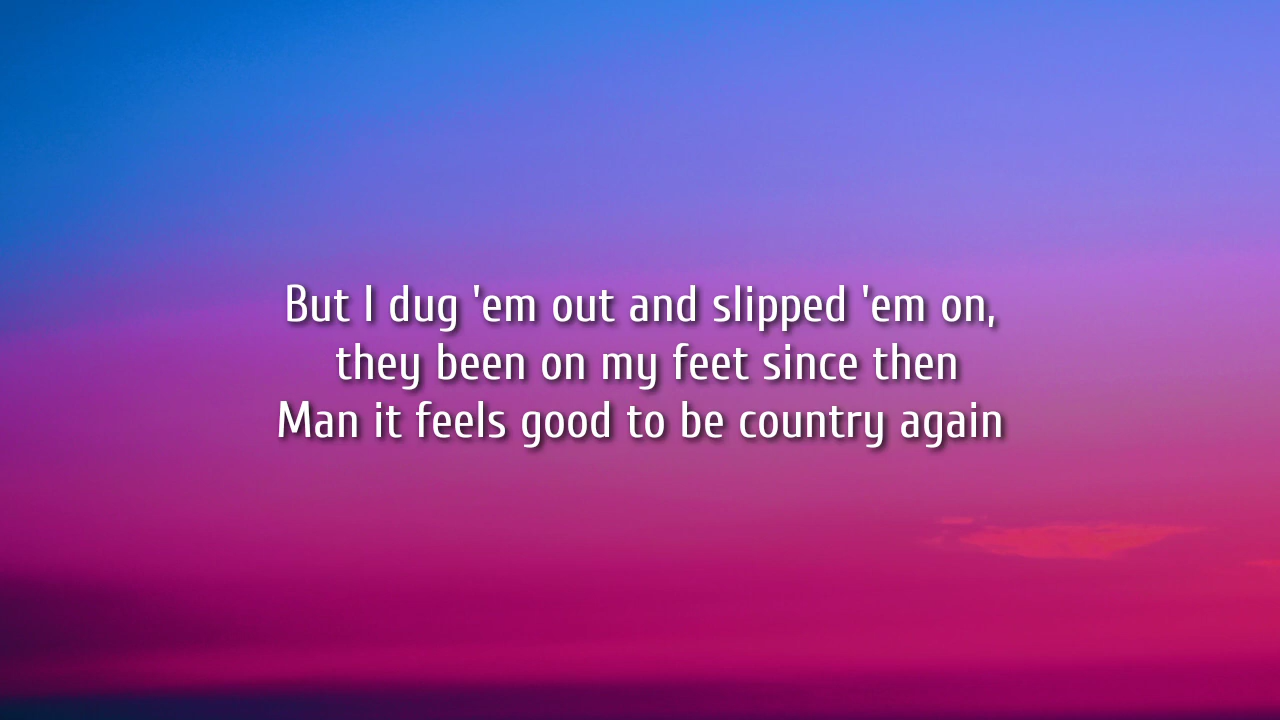 But I dug 'em out and slipped 'em on,
they been on my feet since then
Man it feels good to be country again